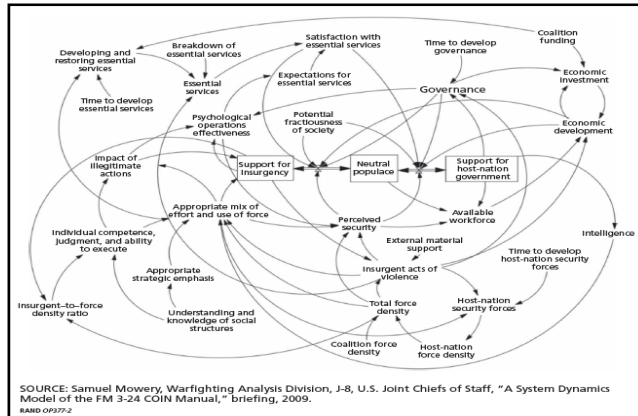 Coalition
funding
Satisfaction with
essential services
Developing and
restoring essential
services
Breakdown of
essential services
Time to develop
governance
Essential
services
Expectations for
essential services
Governance
Economic
investment
Time to develop
essential services
Psychological
operations
effectiveness
Potential
fractiousness
of society
Economic
development
Impact of
illegitimate
actions
Support for
Insurgency
Neutral
populace
Support for
host-nation
government
Appropriate mix of
effort and use of force
Individual competence,
judgment, and ability
to execute
Perceived
security
Available
workforce
Intelligence
External material
support
Time to develop
host-nation security
forces
Appropriate
strategic emphasis
Insurgent acts of
violence
Insurgent–to–force
density ratio
Understanding and
knowledge of social
structures
Total force
density
Host-nation
security forces
Coalition force
density
Host-nation
force density
SOURCE: Samuel Mowery, Warfighting Analysis Division, J-8, U.S. Joint Chiefs of Staff, “A System Dynamics
Model of the FM 3-24 COIN Manual,” briefing, 2009.
RAND OP377-2